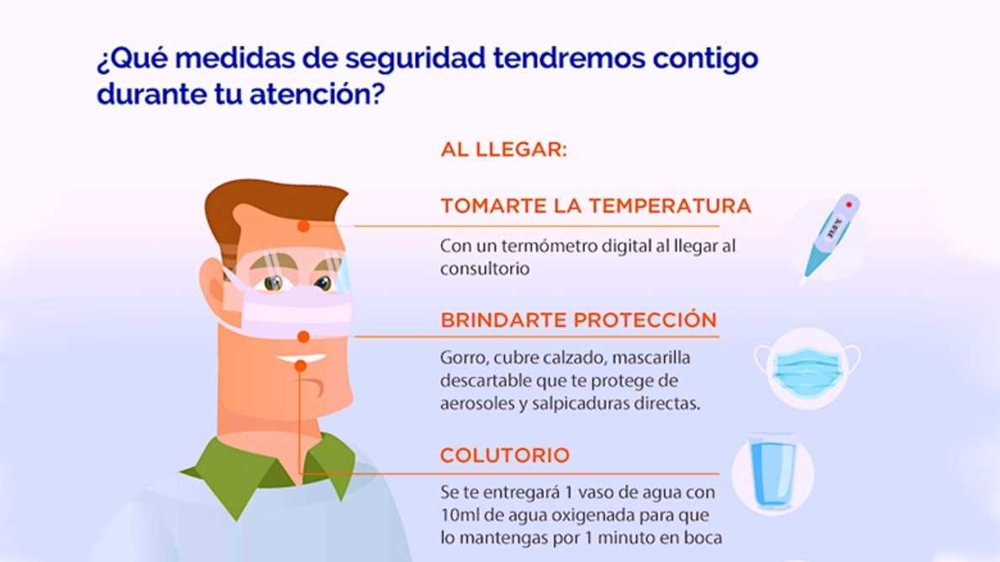 ¿Qué medidas de seguridad tendremos contigo
durante tu atención?
AL LLEGAR:
TOMARTE LA TEMPERATURA
Con un termómetro digital al llegar al
consultorio
BRINDARTE PROTECCIÓN
Gorro, cubre calzado, mascarilla
descartable que te protege de
aerosoles y salpicaduras directas.
COLUTORIO
Se te entregará 1 vaso de agua con
10ml de agua oxigenada para que
lo mantengas por 1 minuto en boca